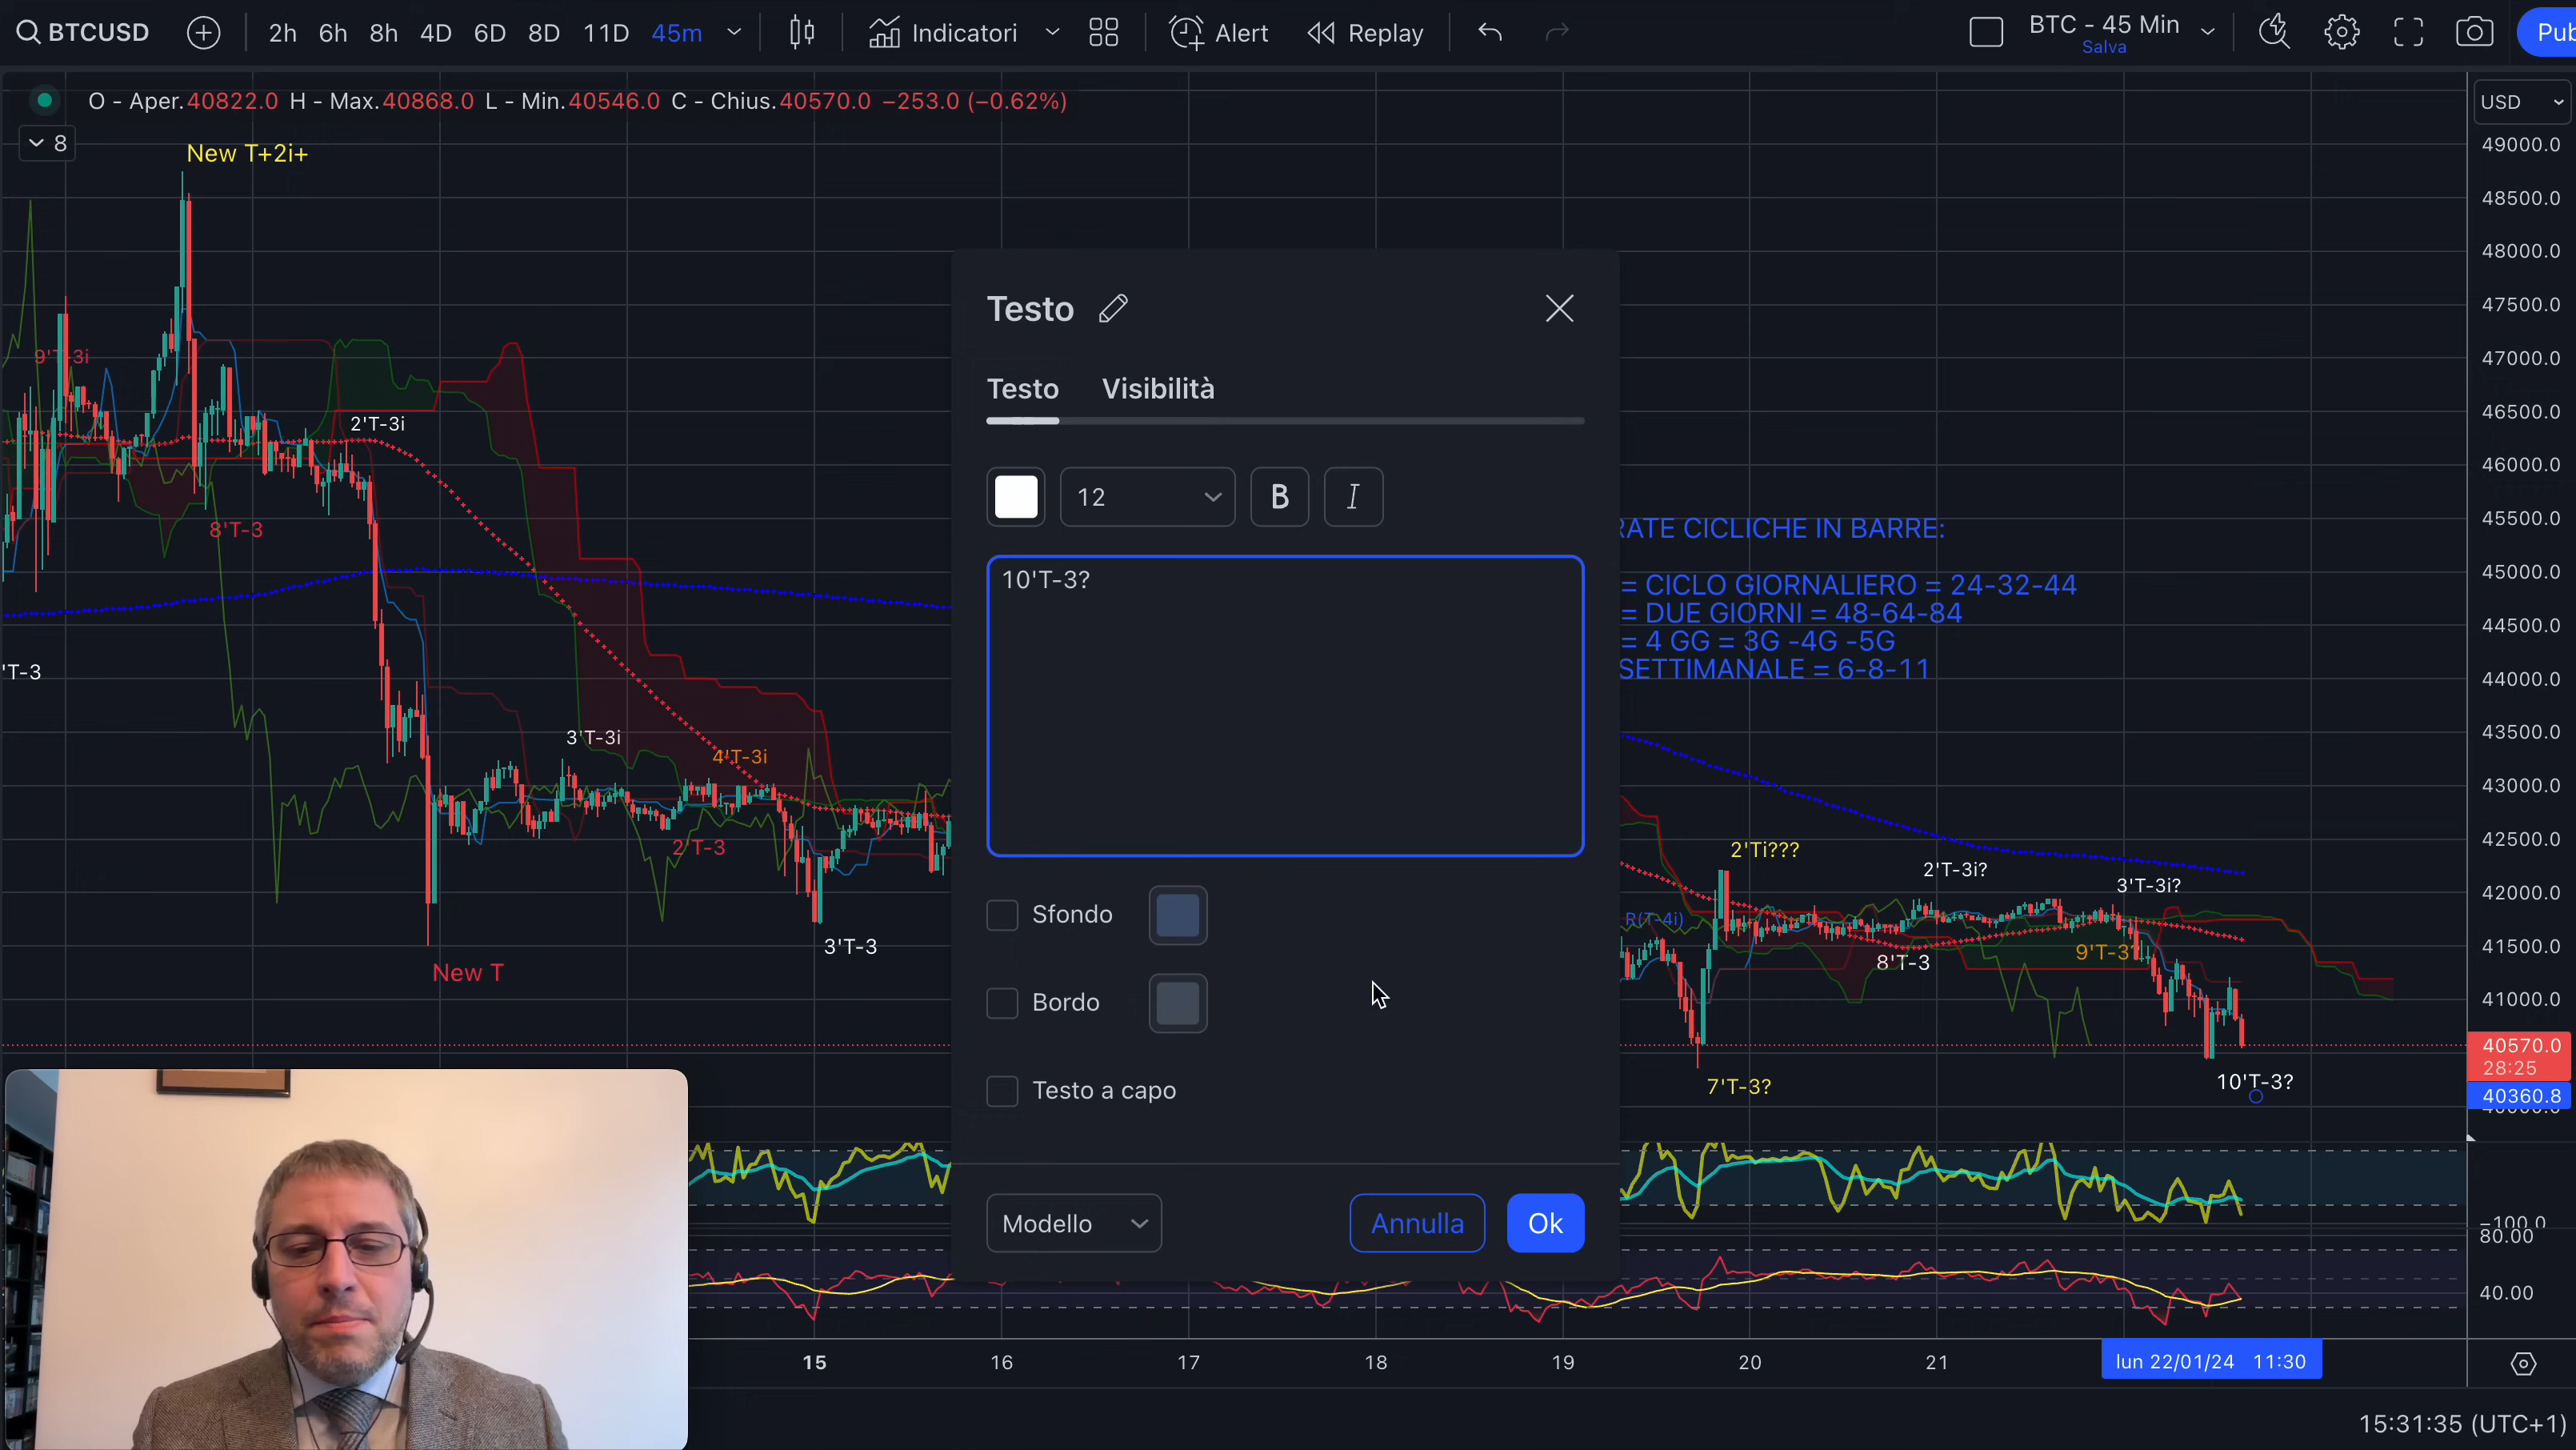 BTCUSD
2h 6h 8h 4D 6D 8D 11D 45m
Indicatori
Alert
Replay
BTC - 45 Min
Salva
O - Aper.40822.0 H - Max.40868.0 L - Min.40546.0 C - Chius.40570.0 −253.0 (−0.62%)
8
USD
49000.0
48500.0
48000.0
47500.0
47000.0
46500.0
46000.0
45500.0
45000.0
44500.0
44000.0
43500.0
43000.0
42500.0
42000.0
41500.0
41000.0
40570.0
28:25
40360.8
−100.0
80.00
40.00
New T+2i+
9'T-3i
2'T-3i
8'T-3
'T-3
3'T-3i
4'T-3i
2'T-3
3'T-3
New T
Testo
Testo Visibilità
12 B I
10'T-3?
Sfondo
Bordo
Testo a capo
Modello
Annulla
Ok
RATE CICLICHE IN BARRE:
= CICLO GIORNALIERO = 24-32-44
= DUE GIORNI = 48-64-84
= 4 GG = 3G -4G -5G
SETTIMANALE = 6-8-11
2'Ti???
R(T-4i)
2'T-3i?
3'T-3i?
8'T-3
9'T-3?
7'T-3?
10'T-3?
15 16 17 18 19 20 21
lun 22/01/24 11:30
15:31:35 (UTC+1)